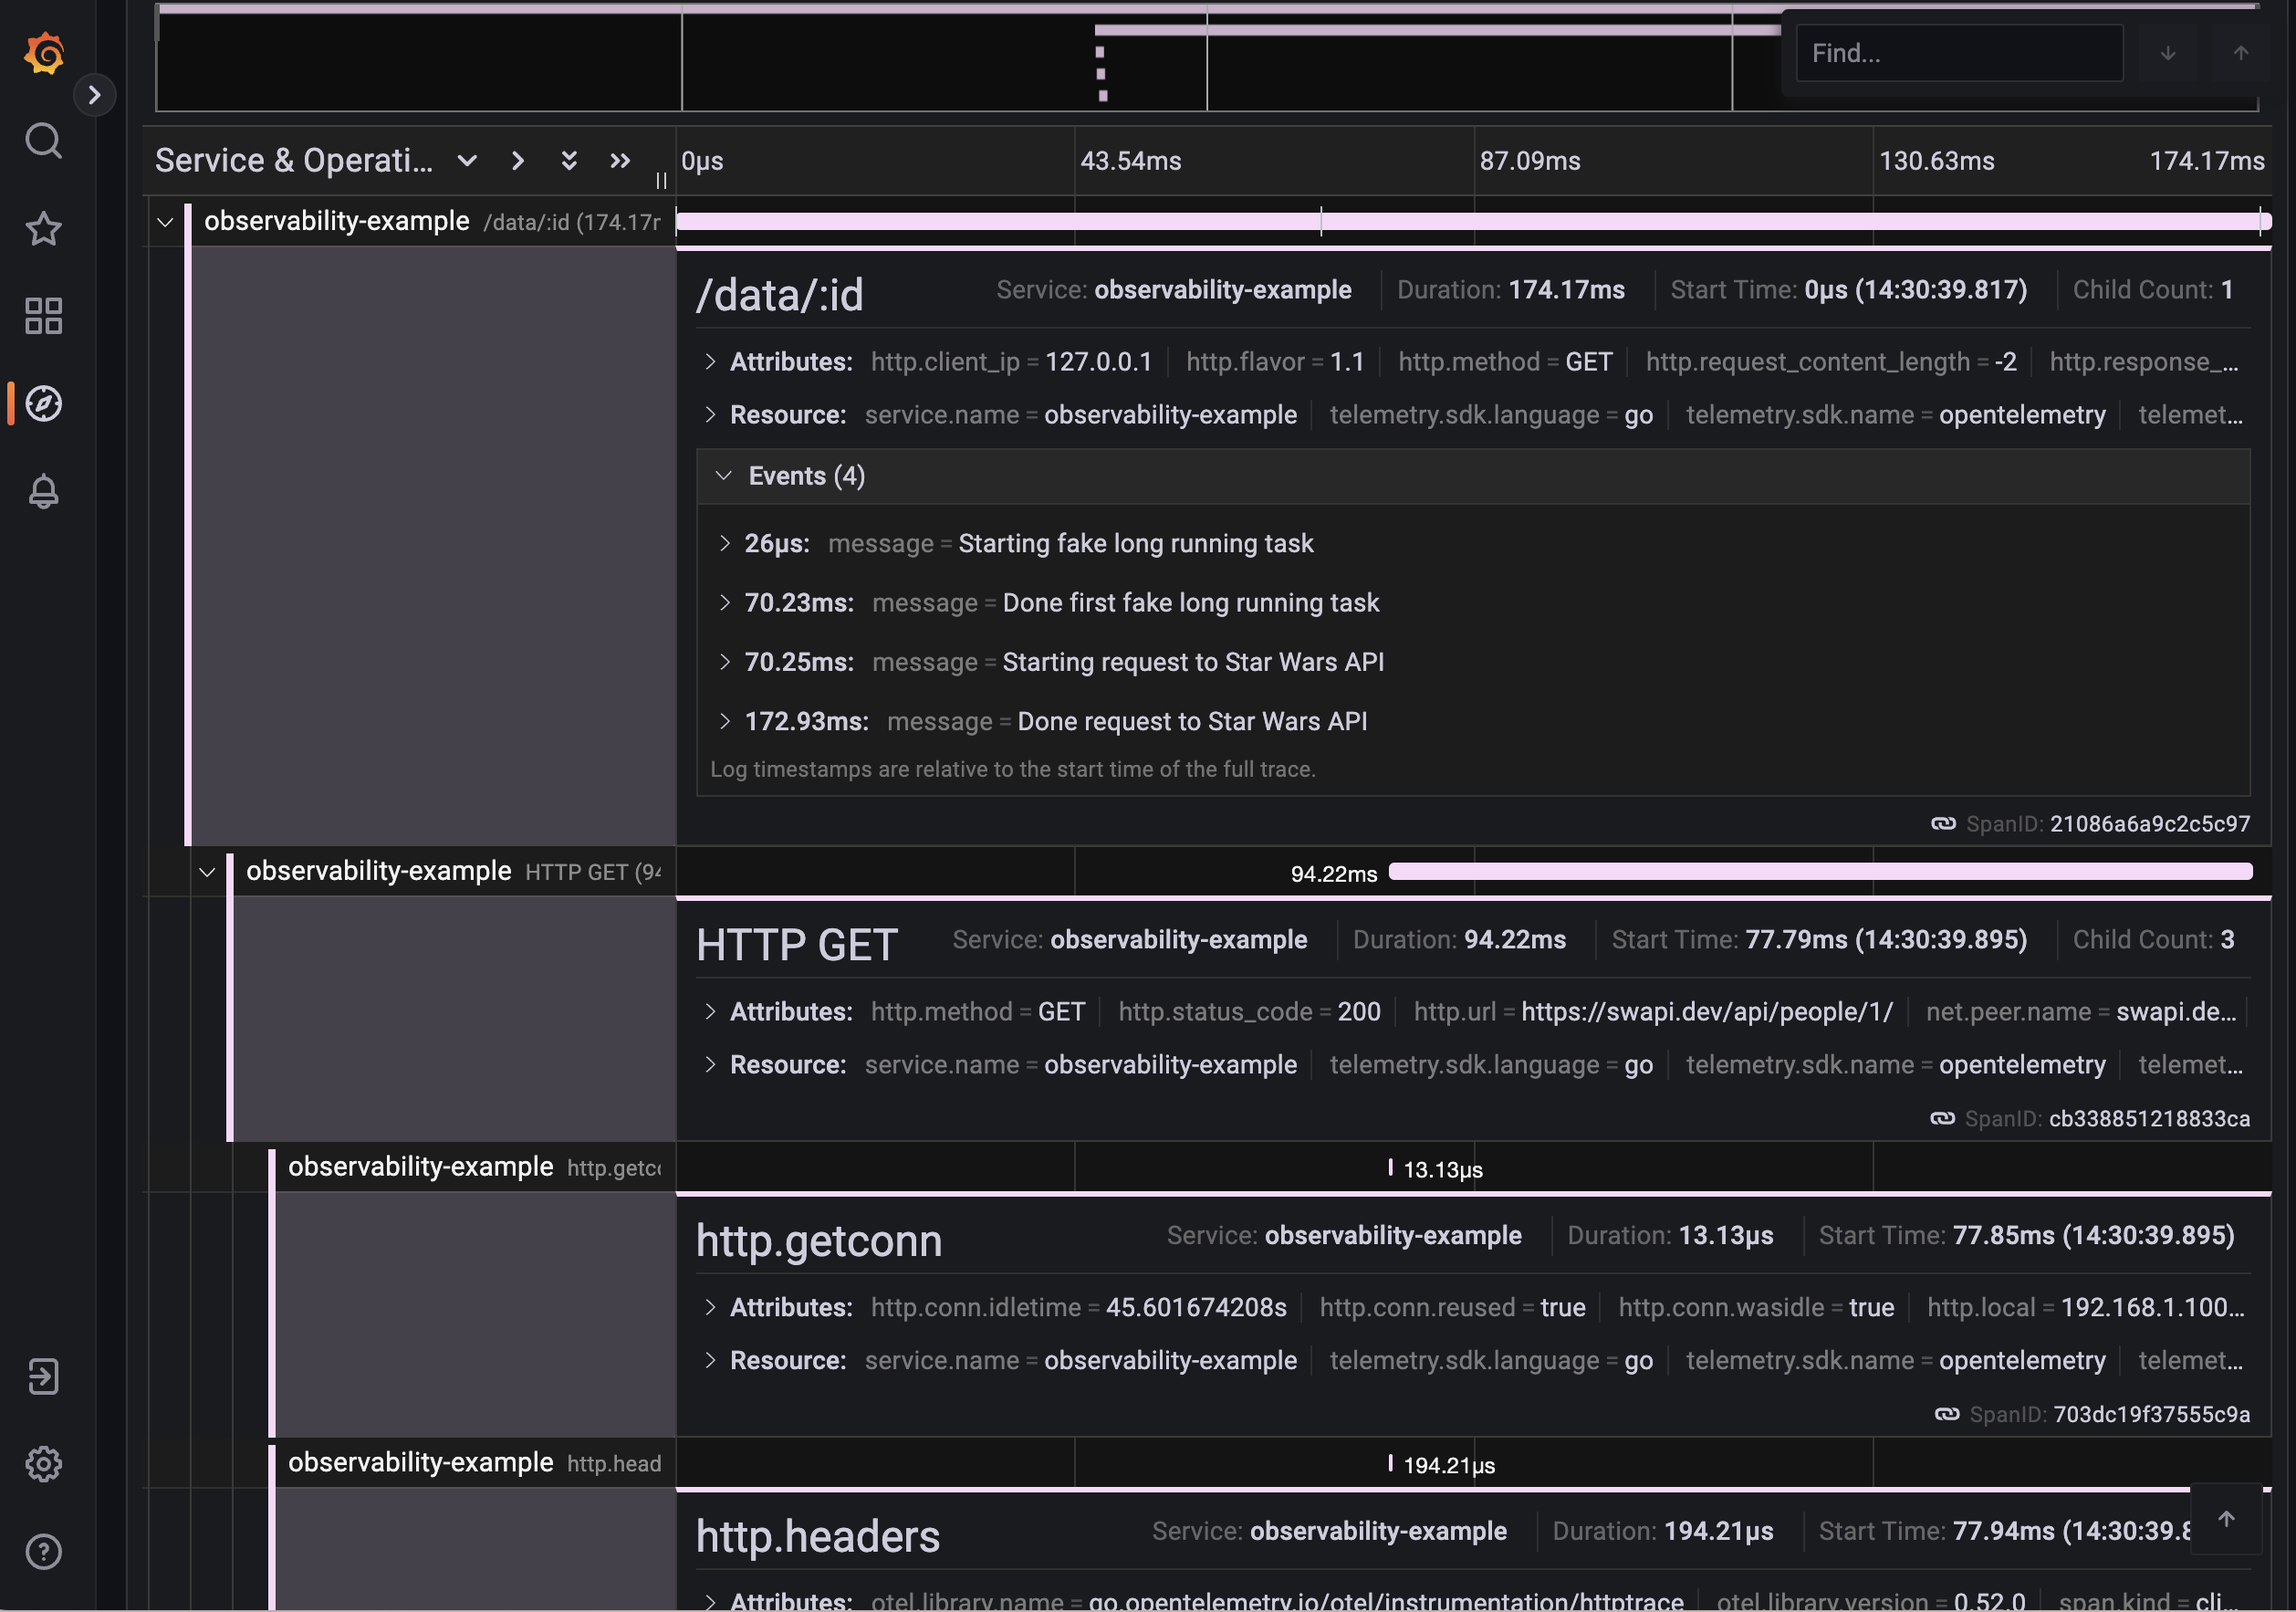 Find...
Service & Operati...
0μs 43.54ms 87.09ms 130.63ms 174.17ms
observability-example /data/:id (174.17
/data/:id Service: observability-example Duration: 174.17ms Start Time: 0μs (14:30:39.817) Child Count: 1
Attributes: http.client_ip = 127.0.0.1 http.flavor = 1.1 http.method = GET http.request_content_length = -2 http.response_...
Resource: service.name = observability-example telemetry.sdk.language = go telemetry.sdk.name = opentelemetry telemet...
Events (4)
26μs: message = Starting fake long running task
70.23ms: message = Done first fake long running task
70.25ms: message = Starting request to Star Wars API
172.93ms: message = Done request to Star Wars API
Log timestamps are relative to the start time of the full trace.
SpanID: 21086a6a9c2c5c97
observability-example HTTP GET (94 94.22ms
HTTP GET Service: observability-example Duration: 94.22ms Start Time: 77.79ms (14:30:39.895) Child Count: 3
Attributes: http.method = GET http.status_code = 200 http.url = https://swapi.dev/api/people/1/ net.peer.name = swapi.de...
Resource: service.name = observability-example telemetry.sdk.language = go telemetry.sdk.name = opentelemetry telemet...
SpanID: cb338851218833ca
observability-example http.getc 13.13μs
http.getconn Service: observability-example Duration: 13.13μs Start Time: 77.85ms (14:30:39.895)
Attributes: http.conn.idletime = 45.601674208s http.conn.reused = true http.conn.wasidle = true http.local = 192.168.1.100...
Resource: service.name = observability-example telemetry.sdk.language = go telemetry.sdk.name = opentelemetry telemet...
SpanID: 703dc19f37555c9a
observability-example http.head 194.21μs
http.headers Service: observability-example Duration: 194.21μs Start Time: 77.94ms (14:30:39.8
Attributes: otel.library.name = go.opentelemetry.io/otel/instrumentation/httptrace otel.library.version = 0.52.0 span.kind = cli...